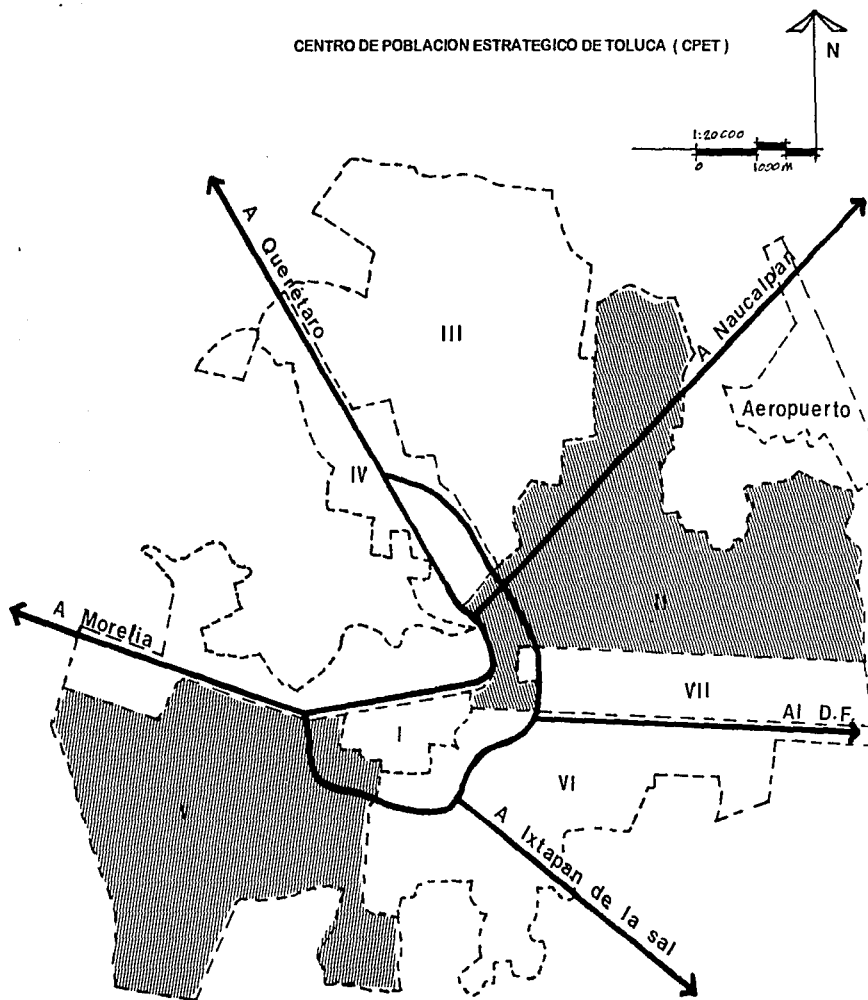 CENTRO DE POBLACION ESTRATEGICO DE TOLUCA ( CPET )
N
1:20000
0 1000m
A Querétaro
A Naucalpan
III
Aeropuerto
IV
II
A Morelia
VII
Al D.F.
I
VI
V
A Ixtapan de la sal